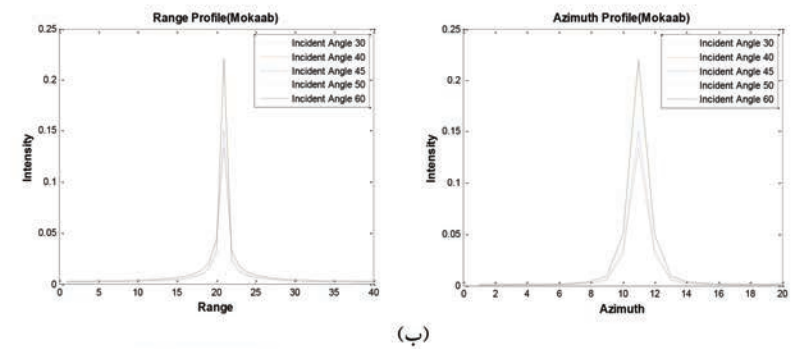 Range Profile(Mokaab)
0.25
0.2
0.15
0.1
0.05
0
Intensity
Incident Angle 30
Incident Angle 40
Incident Angle 45
Incident Angle 50
Incident Angle 60
0 5 10 15 20 25 30 35 40
Range
Azimuth Profile(Mokaab)
0.25
0.2
0.15
0.1
0.05
0
Intensity
Incident Angle 30
Incident Angle 40
Incident Angle 45
Incident Angle 50
Incident Angle 60
0 2 4 6 8 10 12 14 16 18 20
Azimuth
(ب)